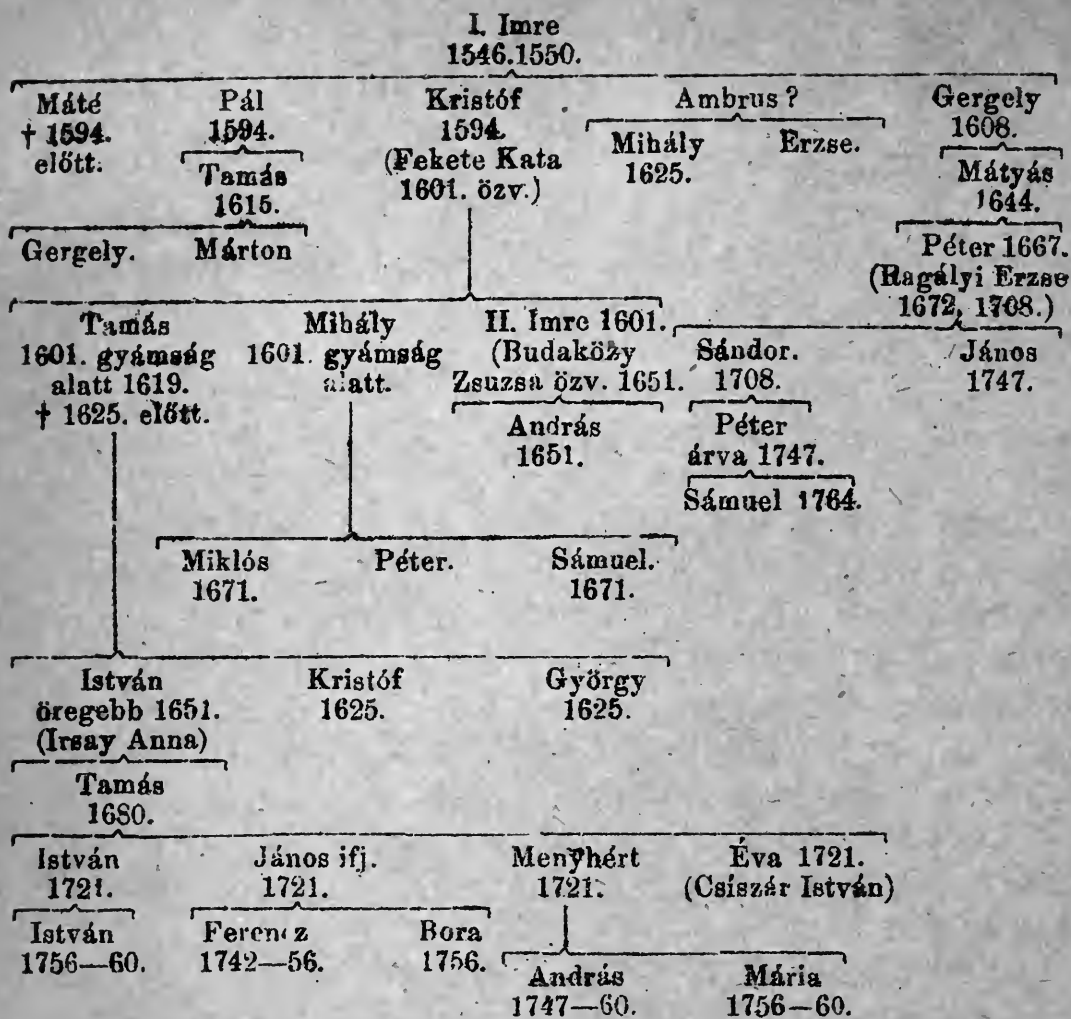 I. Imre
1546.1550.
Máté Pál Kristóf Ambrus? Gergely
† 1594. 1594. 1594. Mihály Erzse. 1608.
előtt. Tamás (Fekete Kata 1625. Mátyás
1615. 1601. özv.) 1644.
Gergely. Márton Péter 1667.
(Ragályi Erzse
1672, 1708.)
Tamás Mihály II. Imre 1601. Sándor. János
1601. gyámság 1601. gyámság (Budaközy 1708. 1747.
alatt 1619. alatt. Zsuzsa özv. 1651. Péter
† 1625. előtt. András árva 1747.
1651. Sámuel 1764.
Miklós Péter. Sámuel.
1671. 1671.
István Kristóf György
öregebb 1651. 1625. 1625.
(Irsay Anna)
Tamás
1680.
István János ifj. Menyhért Éva 1721.
1721. 1721. 1721. (Csiszár István)
István Ferencz Bora
1756—60. 1742—56. 1756.
András Mária
1747—60. 1756—60.